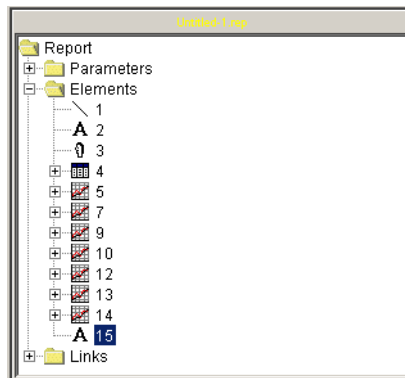 Untitled-1.rep
Report
Parameters
Elements
1
A 2
3
4
5
7
9
10
12
13
14
A 15
Links